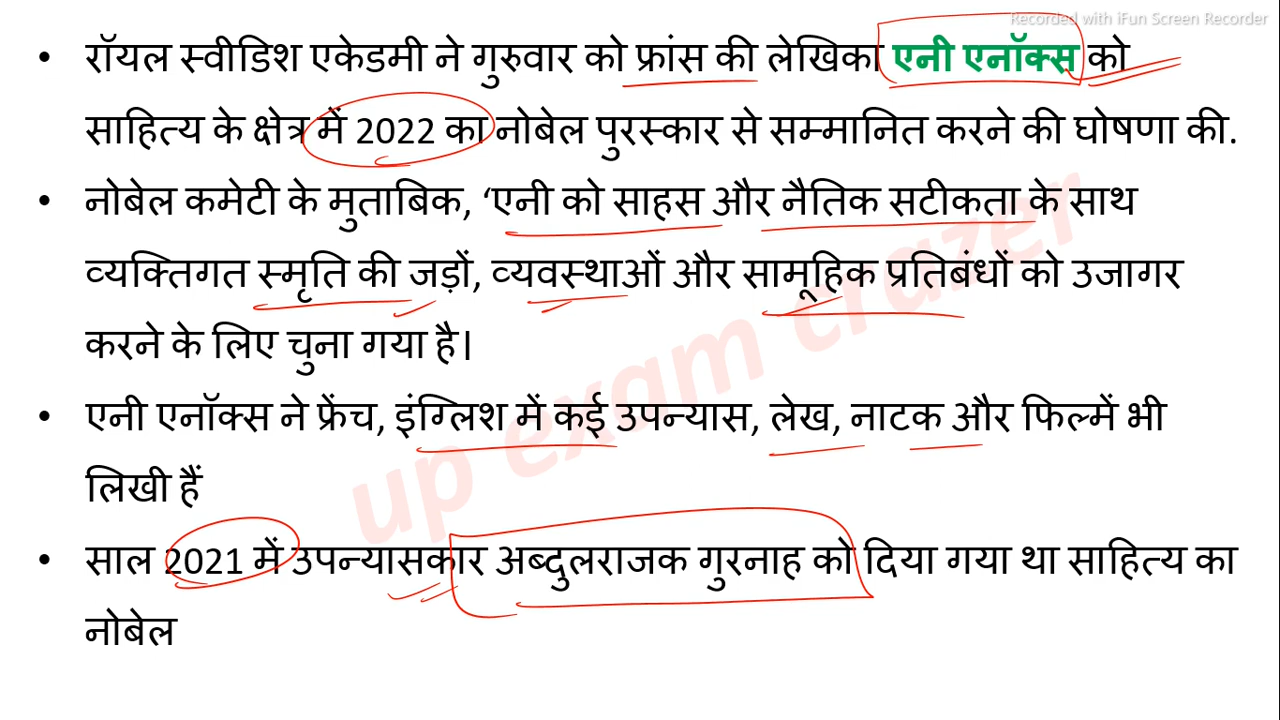 Recorded with iFun Screen Recorder
• रॉयल स्वीडिश एकेडमी ने गुरुवार को फ्रांस की लेखिका एनी एनॉक्स को
साहित्य के क्षेत्र में 2022 का नोबेल पुरस्कार से सम्मानित करने की घोषणा की.
• नोबेल कमेटी के मुताबिक, ‘एनी को साहस और नैतिक सटीकता के साथ
व्यक्तिगत स्मृति की जड़ों, व्यवस्थाओं और सामूहिक प्रतिबंधों को उजागर
करने के लिए चुना गया है।
• एनी एनॉक्स ने फ्रेंच, इंग्लिश में कई उपन्यास, लेख, नाटक और फिल्में भी
लिखी हैं
• साल 2021 में उपन्यासकार अब्दुलराजक गुरनाह को दिया गया था साहित्य का
नोबेल
up exam crazer